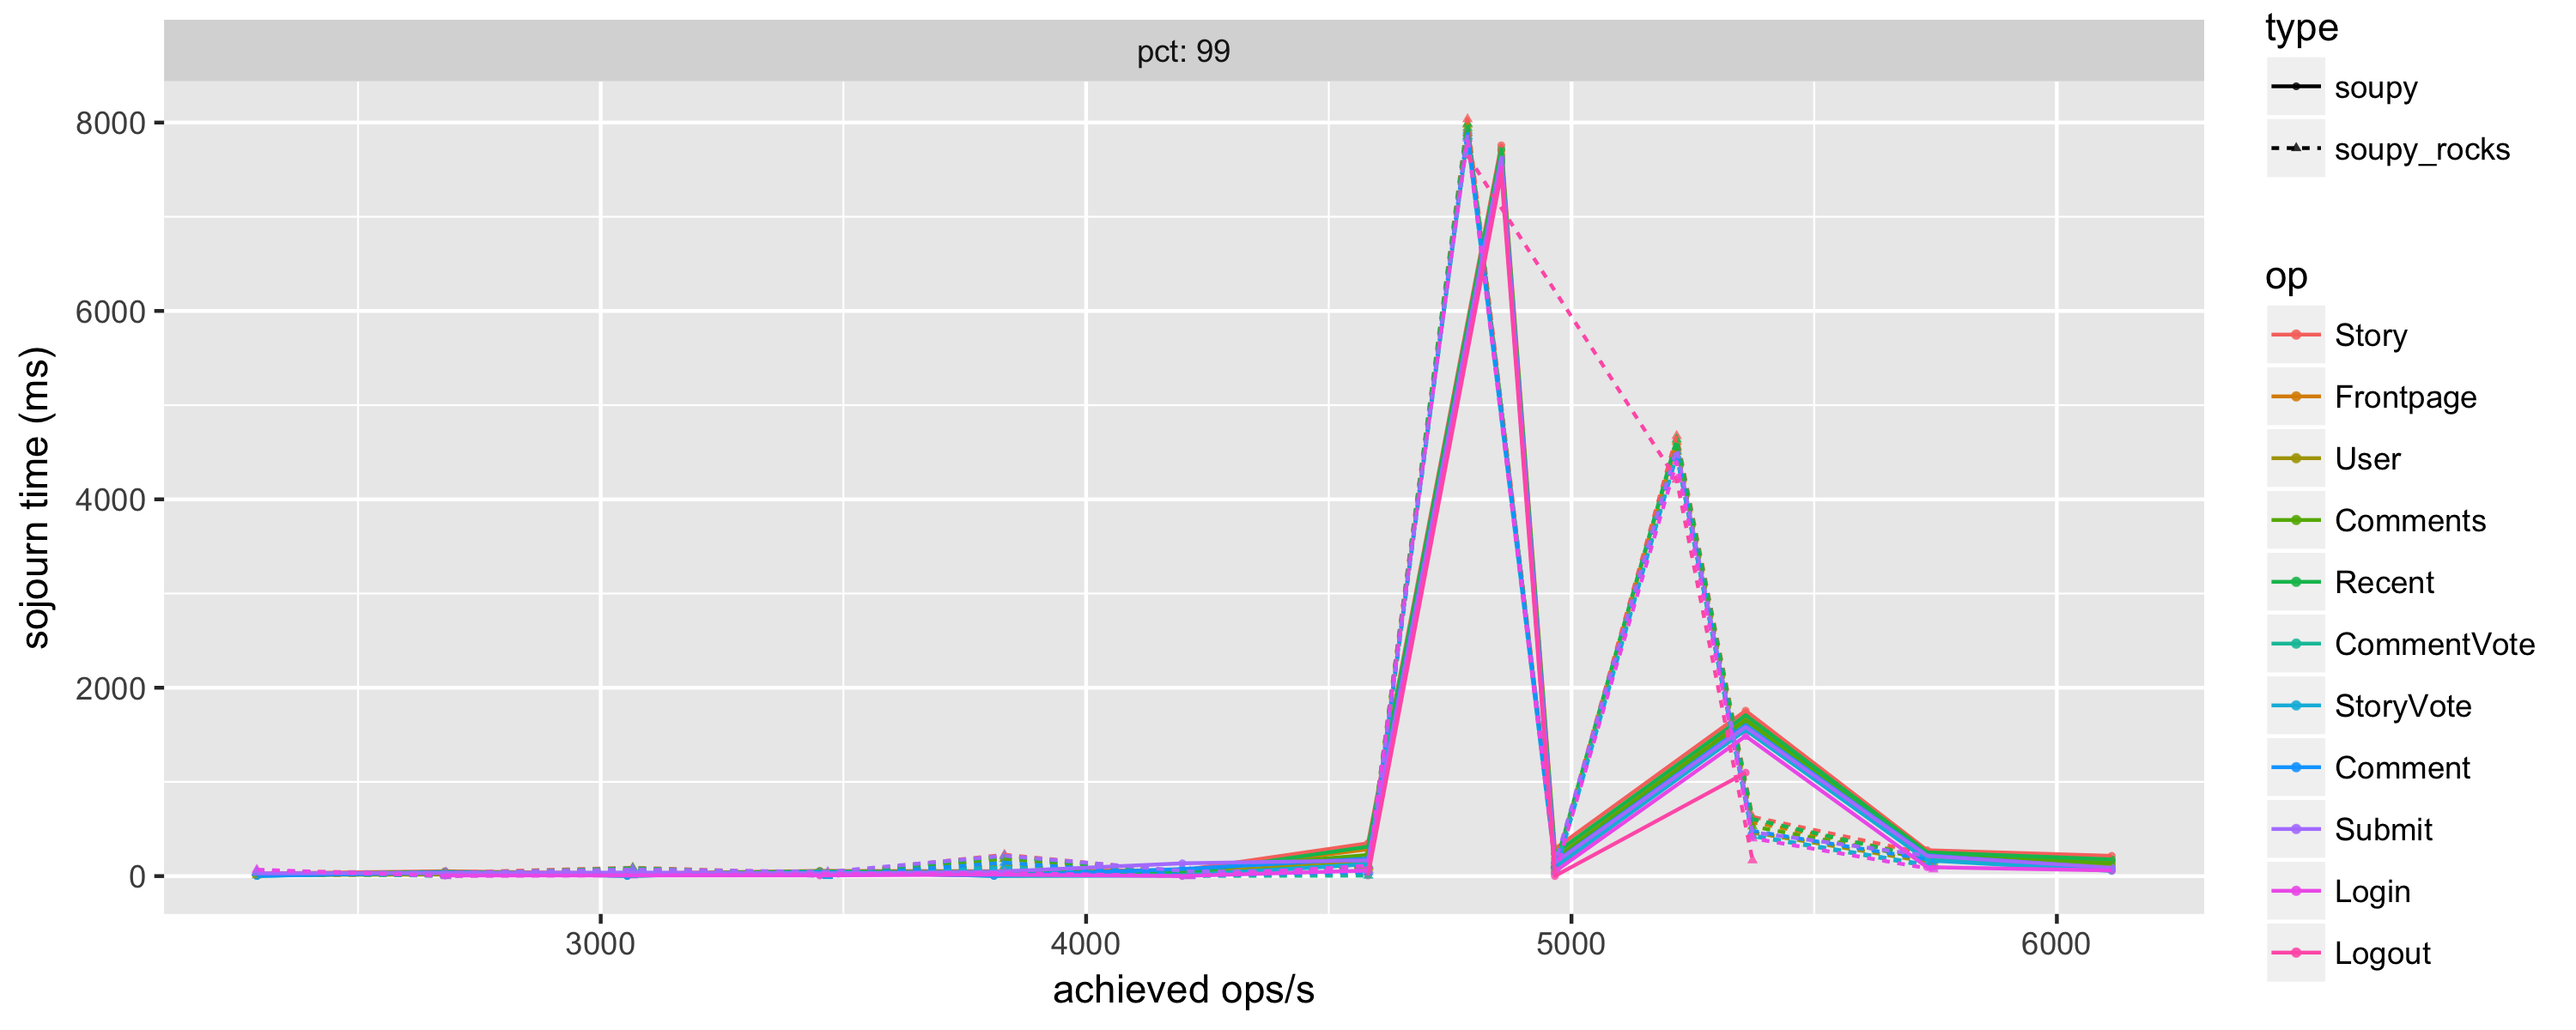 pct: 99
8000
6000
4000
2000
0
sojourn time (ms)
3000
4000
5000
6000
achieved ops/s
type
soupy
soupy_rocks
op
Story
Frontpage
User
Comments
Recent
CommentVote
StoryVote
Comment
Submit
Login
Logout